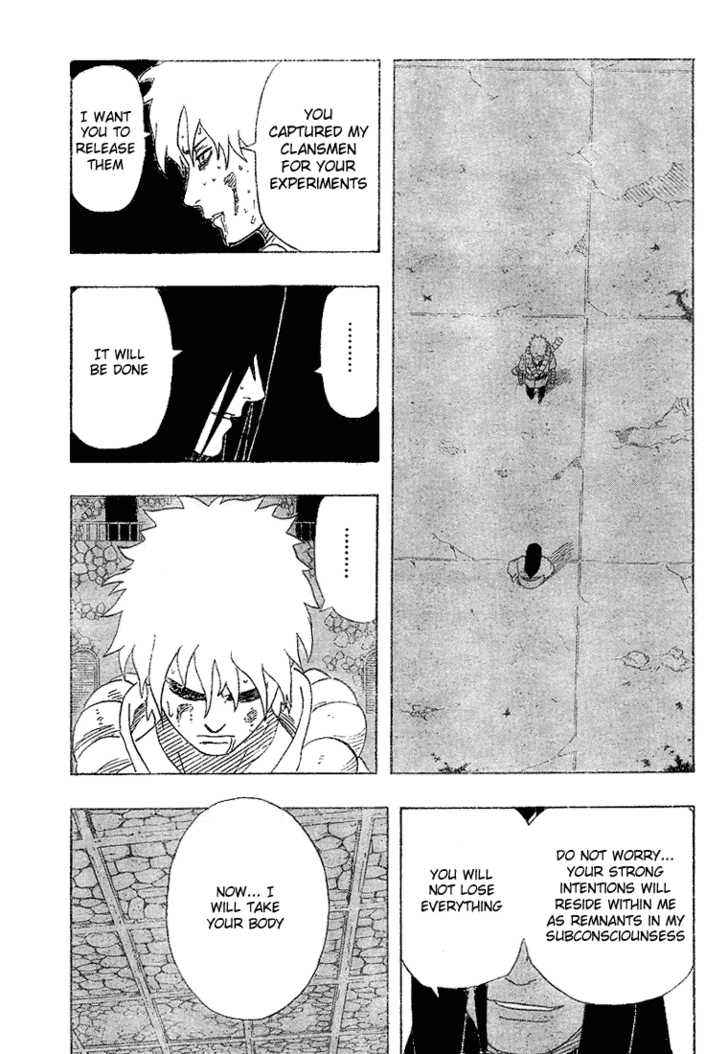 YOU
CAPTURED MY
CLANSMEN
FOR YOUR
EXPERIMENTS
I WANT
YOU TO
RELEASE
THEM
.........
IT WILL
BE DONE
.........
DO NOT WORRY...
YOUR STRONG
INTENTIONS WILL
RESIDE WITHIN ME
AS REMNANTS IN MY
SUBCONSCIOUNSESS
YOU WILL
NOT LOSE
EVERYTHING
NOW... I
WILL TAKE
YOUR BODY